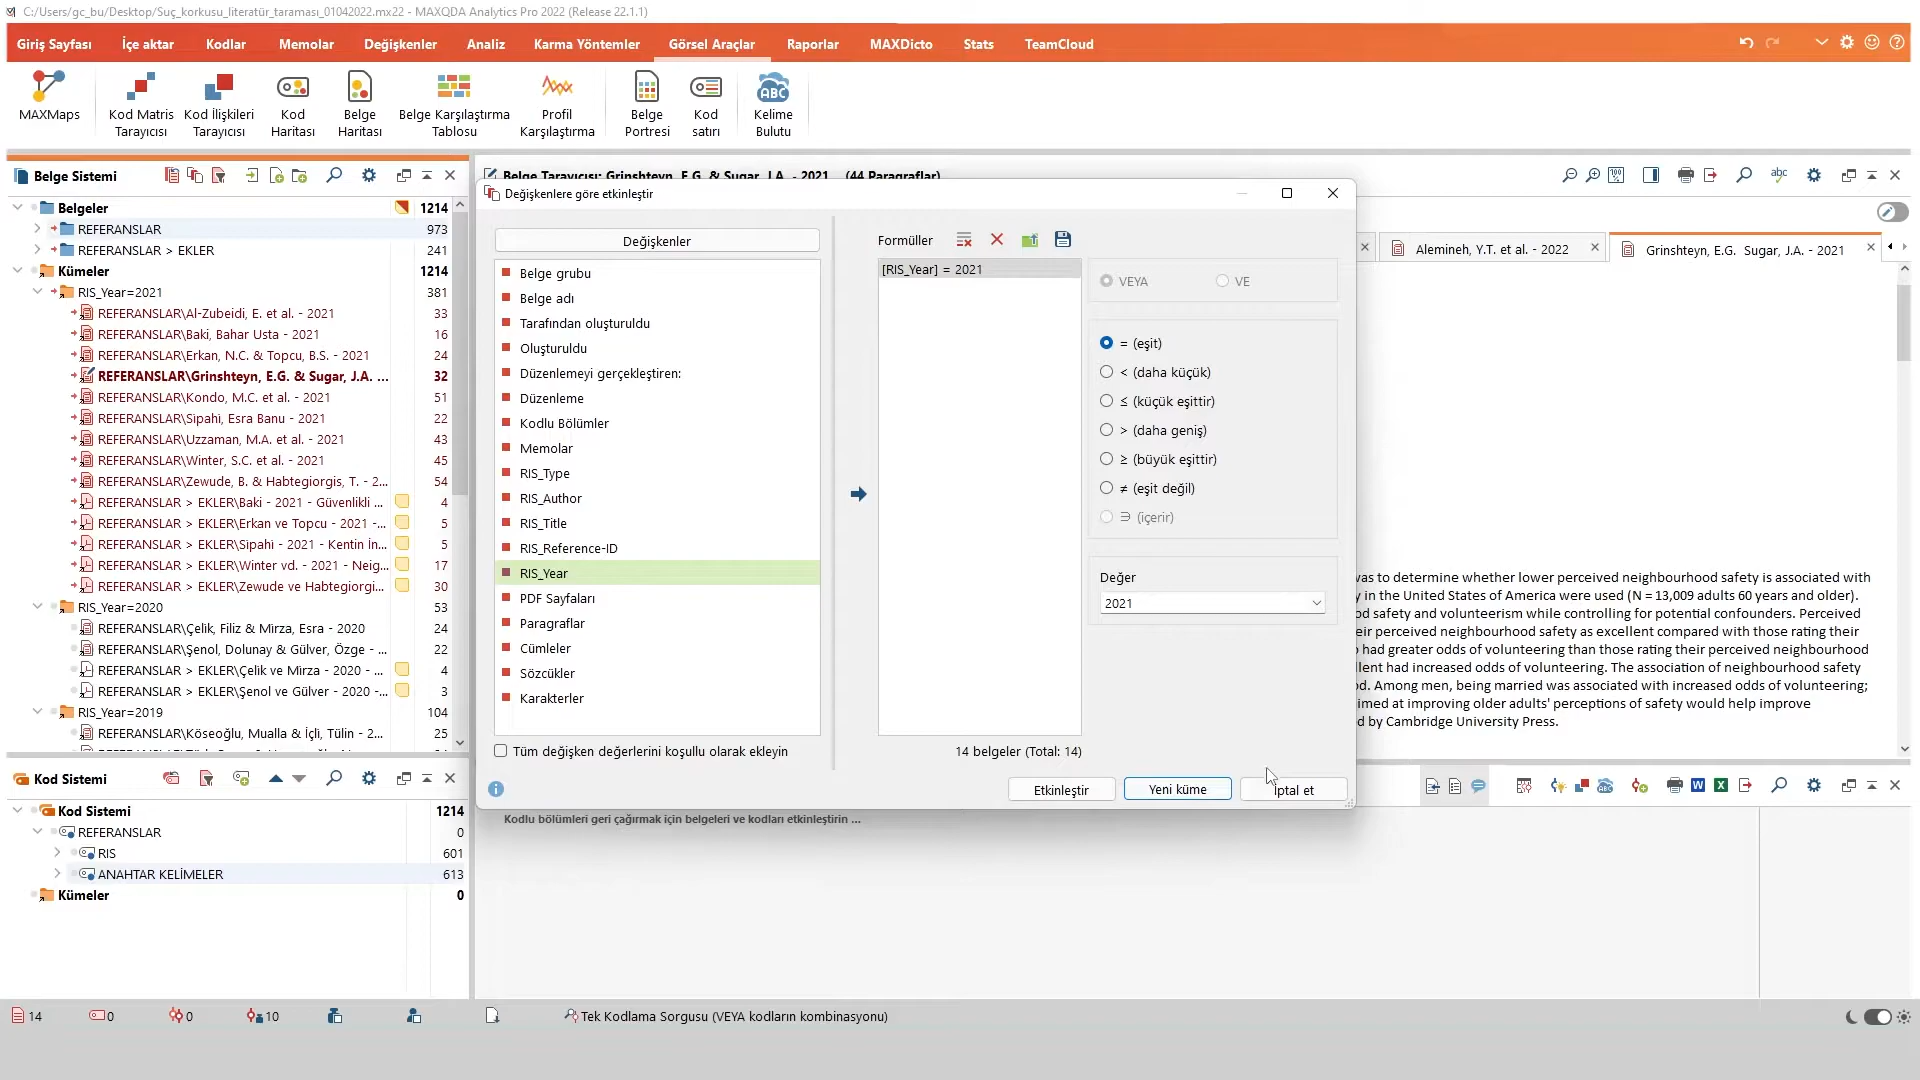 C:/Users/gc_bu/Desktop/Suç_korkusu_literatür_taraması_01042022.mx22 - MAXQDA Analytics Pro 2022 (Release 22.1.1)
Giriş Sayfası İçe aktar Kodlar Memolar Değişkenler Analiz Karma Yöntemler Görsel Araçlar Raporlar MAXDicto Stats TeamCloud
MAXMaps
Kod Matris Tarayıcısı
Kod İlişkileri Tarayıcısı
Kod Haritası
Belge Haritası
Belge Karşılaştırma Tablosu
Profil Karşılaştırma
Belge Portresi
Kod satırı
Kelime Bulutu
Belge Sistemi
Belgeler 1214
REFERANSLAR 973
REFERANSLAR > EKLER 241
Kümeler 1214
RIS_Year=2021 381
REFERANSLAR\Al-Zubeidi, E. et al. - 2021 33
REFERANSLAR\Baki, Bahar Usta - 2021 16
REFERANSLAR\Erkan, N.C. & Topcu, B.S. - 2021 24
REFERANSLAR\Grinshteyn, E.G. & Sugar, J.A. ... 32
REFERANSLAR\Kondo, M.C. et al. - 2021 51
REFERANSLAR\Sipahi, Esra Banu - 2021 22
REFERANSLAR\Uzzaman, M.A. et al. - 2021 43
REFERANSLAR\Winter, S.C. et al. - 2021 45
REFERANSLAR\Zewude, B. & Habtegiorgis, T. - 2... 54
REFERANSLAR > EKLER\Baki - 2021 - Güvenlikli ... 4
REFERANSLAR > EKLER\Erkan ve Topcu - 2021 -... 5
REFERANSLAR > EKLER\Sipahi - 2021 - Kentin İn... 5
REFERANSLAR > EKLER\Winter vd. - 2021 - Neig... 17
REFERANSLAR > EKLER\Zewude ve Habtegiorgi... 30
RIS_Year=2020 53
REFERANSLAR\Çelik, Filiz & Mirza, Esra - 2020 24
REFERANSLAR\Şenol, Dolunay & Gülver, Özge - ... 22
REFERANSLAR > EKLER\Çelik ve Mirza - 2020 - ... 4
REFERANSLAR > EKLER\Şenol ve Gülver - 2020 -... 3
RIS_Year=2019 104
REFERANSLAR\Köseoğlu, Mualla & İçli, Tülin - 2... 25
Kod Sistemi
Kod Sistemi 1214
REFERANSLAR 0
RIS 601
ANAHTAR KELİMELER 613
Kümeler 0
Belge Tarayıcısı: Grinshteyn, E.G. & Sugar, J.A. - 2021 (44 Paragraflar)
Alemineh, Y.T. et al. - 2022
Grinshteyn, E.G. Sugar, J.A. - 2021
Değişkenlere göre etkinleştir
Değişkenler
Belge grubu
Belge adı
Tarafından oluşturuldu
Oluşturuldu
Düzenlemeyi gerçekleştiren:
Düzenleme
Kodlu Bölümler
Memolar
RIS_Type
RIS_Author
RIS_Title
RIS_Reference-ID
RIS_Year
PDF Sayfaları
Paragraflar
Cümleler
Sözcükler
Karakterler
Tüm değişken değerlerini koşullu olarak ekleyin
Formüller
[RIS_Year] = 2021
14 belgeler (Total: 14)
VEYA VE
= (eşit)
< (daha küçük)
≤ (küçük eşittir)
> (daha geniş)
≥ (büyük eşittir)
≠ (eşit değil)
∋ (içerir)
Değer
2021
Etkinleştir Yeni küme İptal et
was to determine whether lower perceived neighbourhood safety is associated with
y in the United States of America were used (N = 13,009 adults 60 years and older).
od safety and volunteerism while controlling for potential confounders. Perceived
eir perceived neighbourhood safety as excellent compared with those rating their
o had greater odds of volunteering than those rating their perceived neighbourhood
llent had increased odds of volunteering. The association of neighbourhood safety
d. Among men, being married was associated with increased odds of volunteering;
imed at improving older adults' perceptions of safety would help improve
d by Cambridge University Press.
Kodlu bölümleri geri çağırmak için belgeleri ve kodları etkinleştirin ...
14 0 0 10 Tek Kodlama Sorgusu (VEYA kodların kombinasyonu)